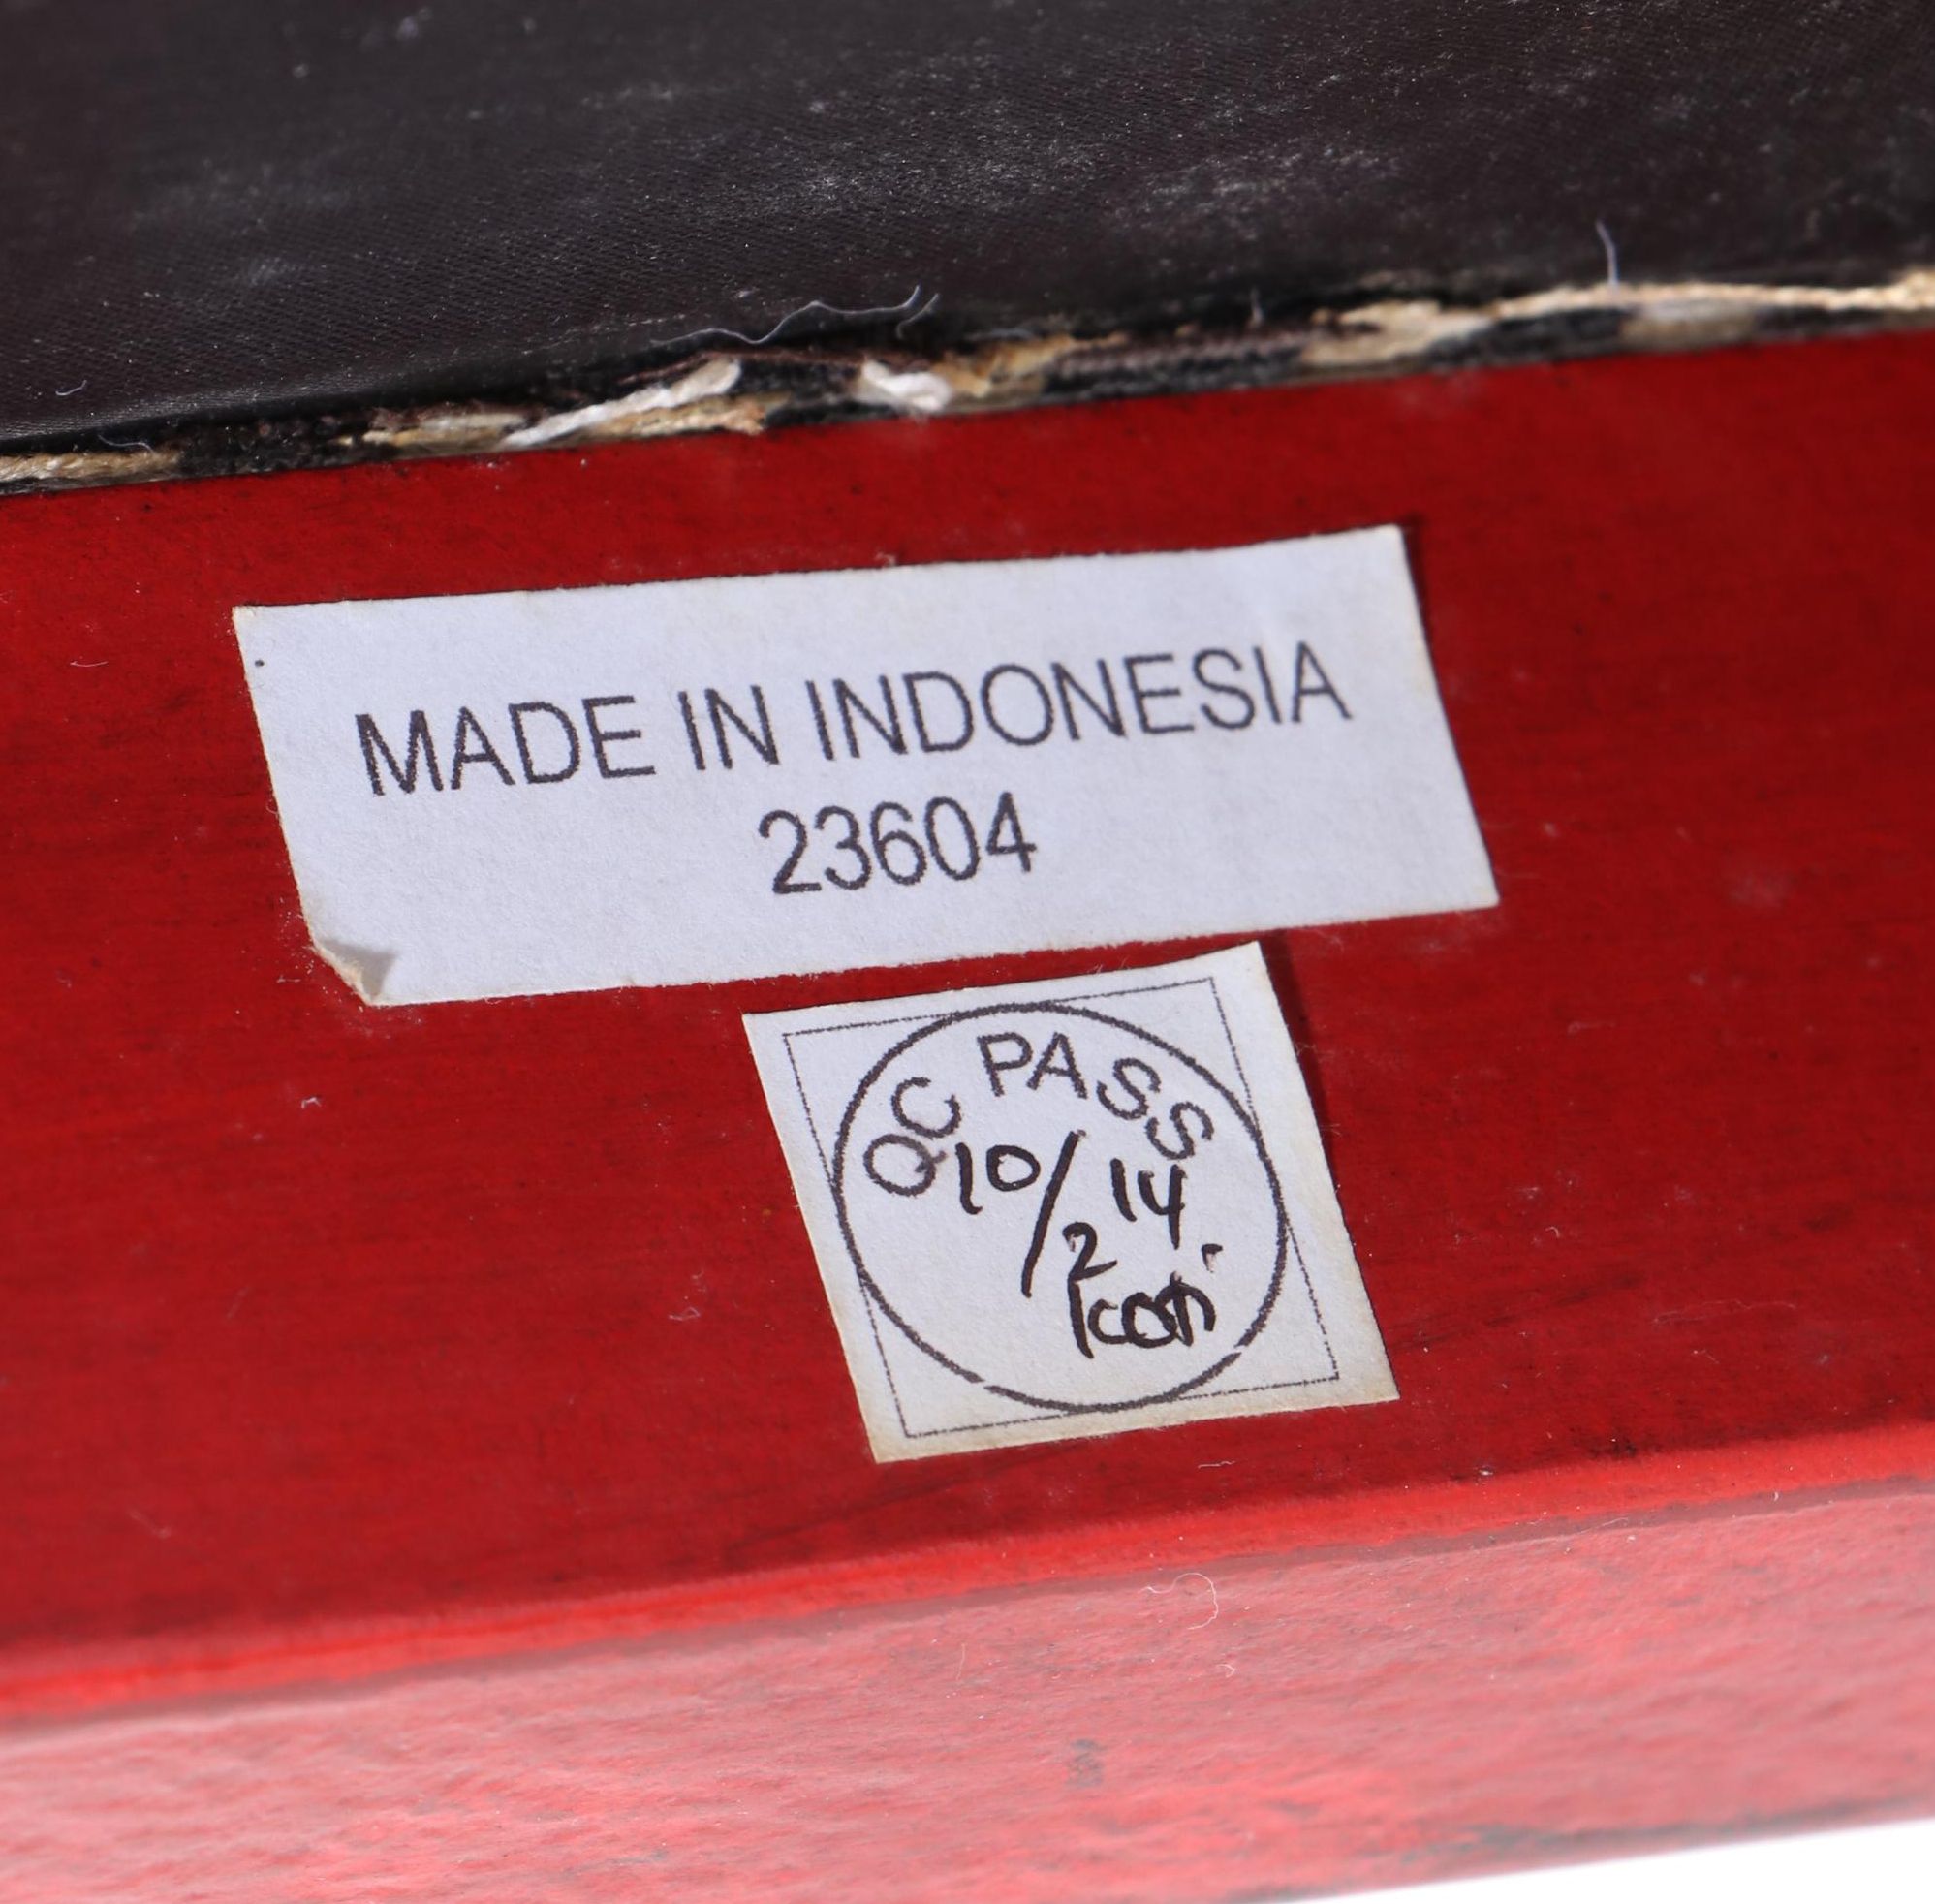 MADE IN INDONESIA
23604
QC PASS
10/2 14